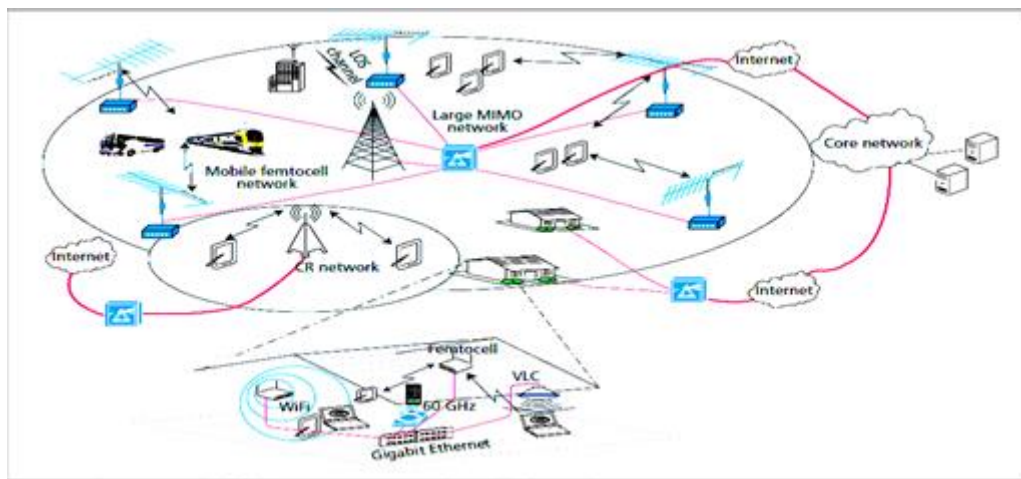 LOS
channel
Internet
Large MIMO
network
Core network
Mobile femtocell
network
Internet
CR network
Internet
Femtocell
VLC
WiFi
60 GHz
Gigabit Ethernet